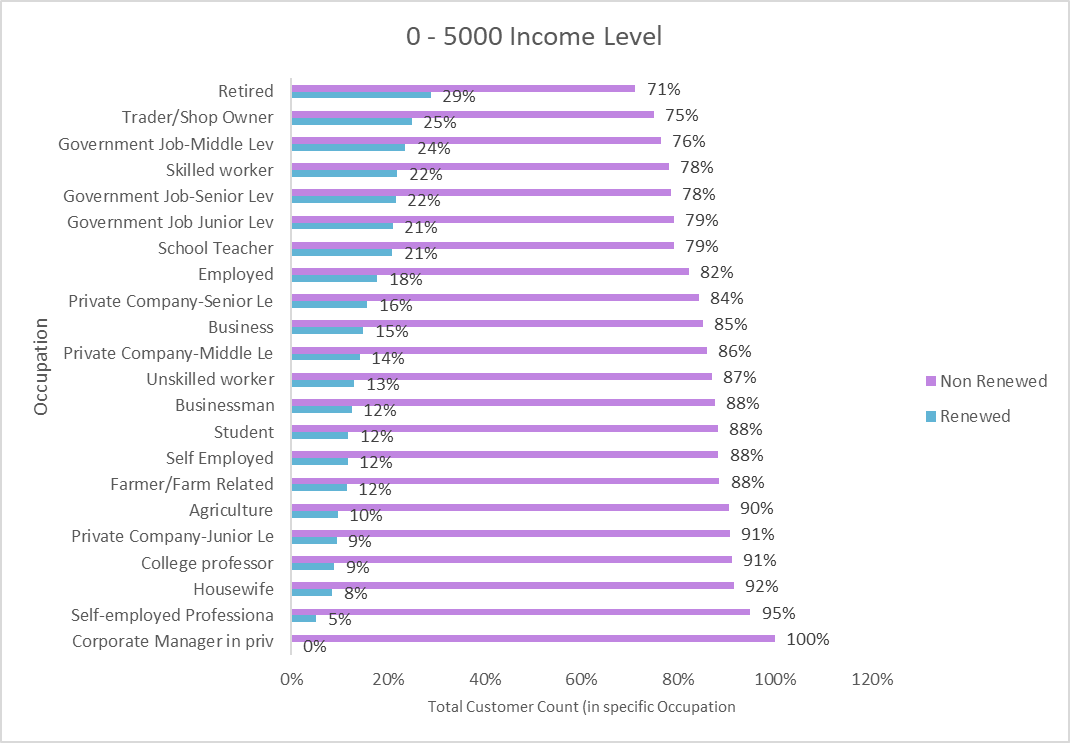 0 - 5000 Income Level
Occupation
Retired 71% 29%
Trader/Shop Owner 75% 25%
Government Job-Middle Lev 76% 24%
Skilled worker 78% 22%
Government Job-Senior Lev 78% 22%
Government Job Junior Lev 79% 21%
School Teacher 79% 21%
Employed 82% 18%
Private Company-Senior Le 84% 16%
Business 85% 15%
Private Company-Middle Le 86% 14%
Unskilled worker 87% 13%
Businessman 88% 12%
Student 88% 12%
Self Employed 88% 12%
Farmer/Farm Related 88% 12%
Agriculture 90% 10%
Private Company-Junior Le 91% 9%
College professor 91% 9%
Housewife 92% 8%
Self-employed Professiona 95% 5%
Corporate Manager in priv 100% 0%
0% 20% 40% 60% 80% 100% 120%
Total Customer Count (in specific Occupation
Non Renewed
Renewed